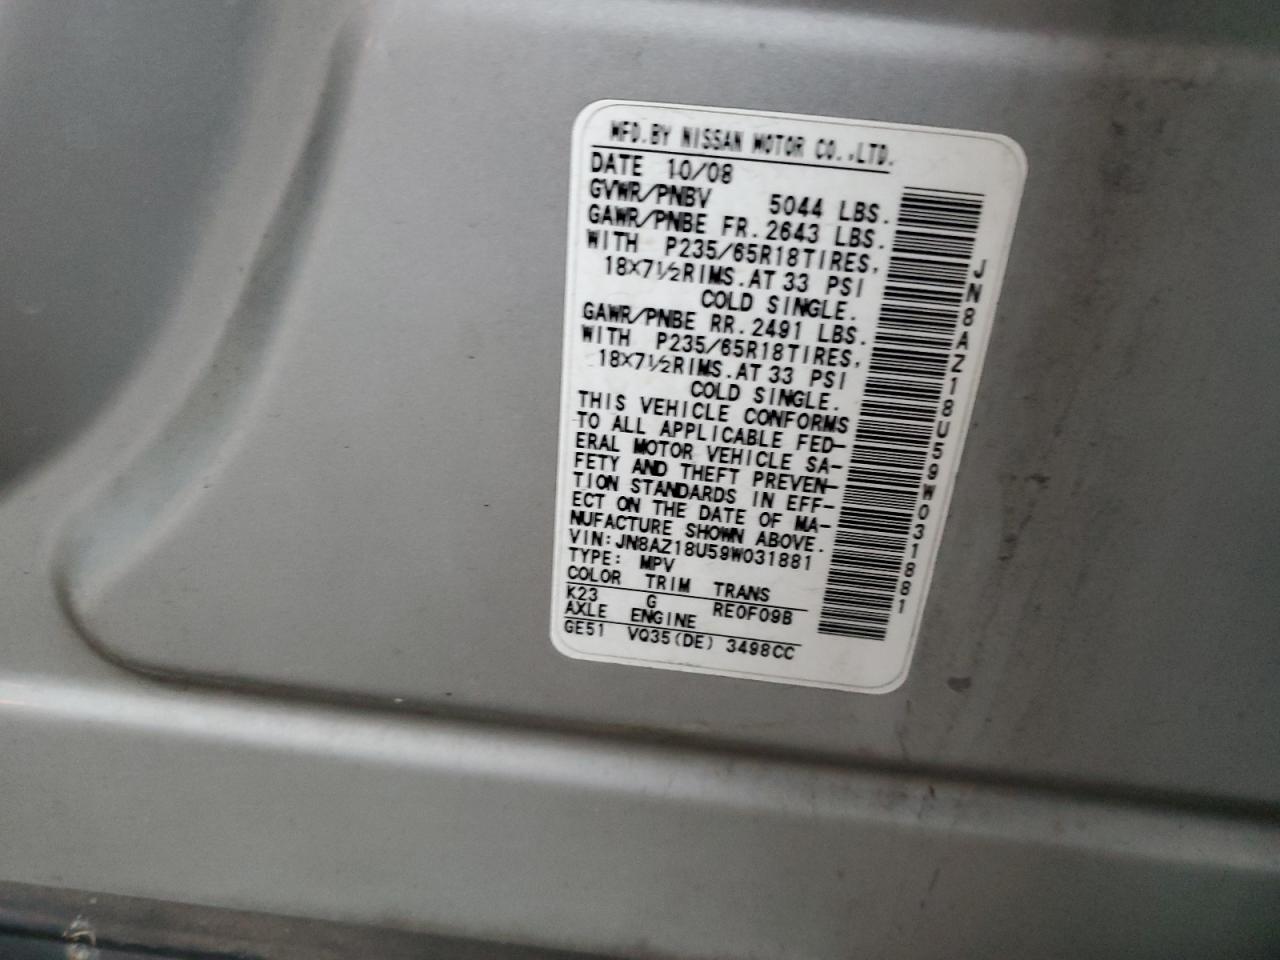 MFD.BY NISSAN MOTOR CO.,LTD.
DATE 10/08
GVWR/PNBV 5044 LBS.
GAWR/PNBE FR.2643 LBS.
WITH P235/65R18TIRES,
18X7½RIMS.AT 33 PSI
COLD SINGLE.
GAWR/PNBE RR.2491 LBS.
WITH P235/65R18TIRES,
18X7½RIMS.AT 33 PSI
COLD SINGLE.
THIS VEHICLE CONFORMS
TO ALL APPLICABLE FED-
ERAL MOTOR VEHICLE SA-
FETY AND THEFT PREVEN-
TION STANDARDS IN EFF-
ECT ON THE DATE OF MA-
NUFACTURE SHOWN ABOVE.
VIN:JN8AZ18U59W031881
TYPE: MPV
COLOR TRIM TRANS
K23 G RE0F09B
AXLE ENGINE
GE51 VQ35(DE) 3498CC
JN8AZ18U59W031881